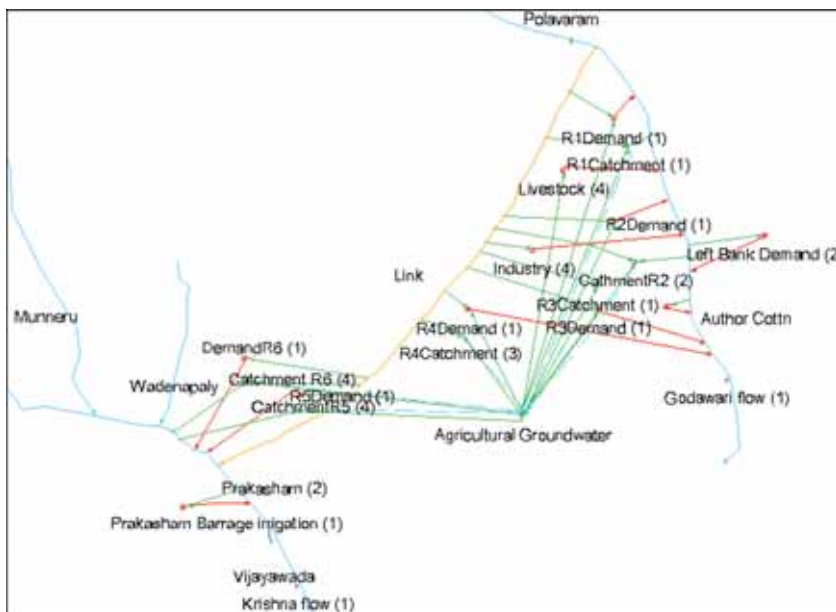 Polavaram
R1Demand (1)
R1Catchment (1)
Livestock (4)
R2Demand (1)
Left Bank Demand (2
Industry (4)
CathmentR2 (2)
Link
R3Catchment (1)
Author Cottn
Munneru
R4Demand (1)
R3Demand (1)
DemandR6 (1)
R4Catchment (3)
Wadenapaly
Catchment R6 (4)
R5Demand (1)
Godawari flow (1)
CatchmentR5 (4)
Agricultural Groundwater
Prakasham (2)
Prakasham Barrage inigation (1)
Vijayawada
Krishna flow (1)